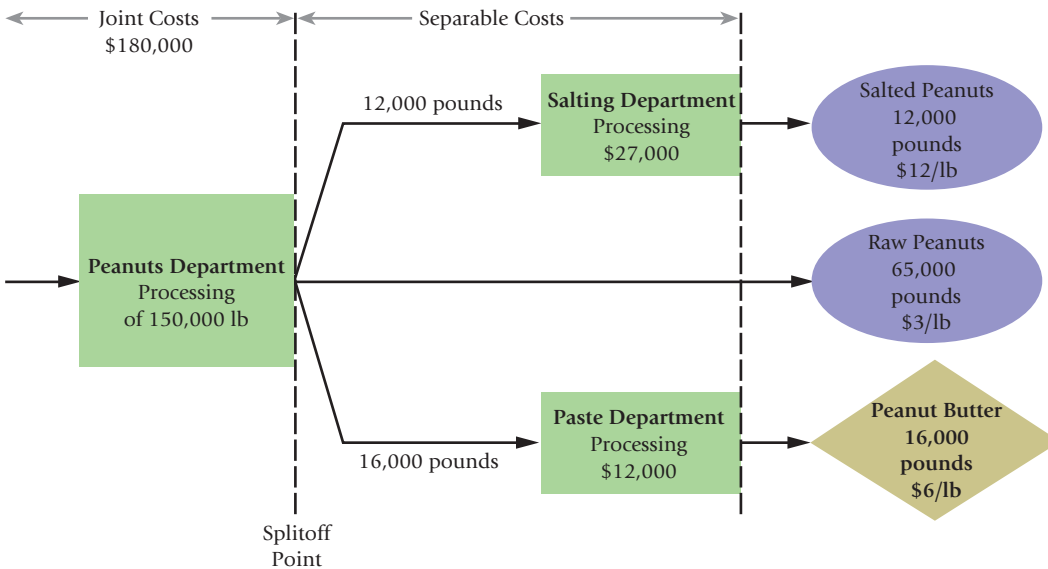 Joint Costs
$180,000
Separable Costs
12,000 pounds
Salting Department
Processing
$27,000
Salted Peanuts
12,000
pounds
$12/lb
Peanuts Department
Processing
of 150,000 lb
Raw Peanuts
65,000
pounds
$3/lb
16,000 pounds
Paste Department
Processing
$12,000
Peanut Butter
16,000
pounds
$6/lb
Splitoff
Point